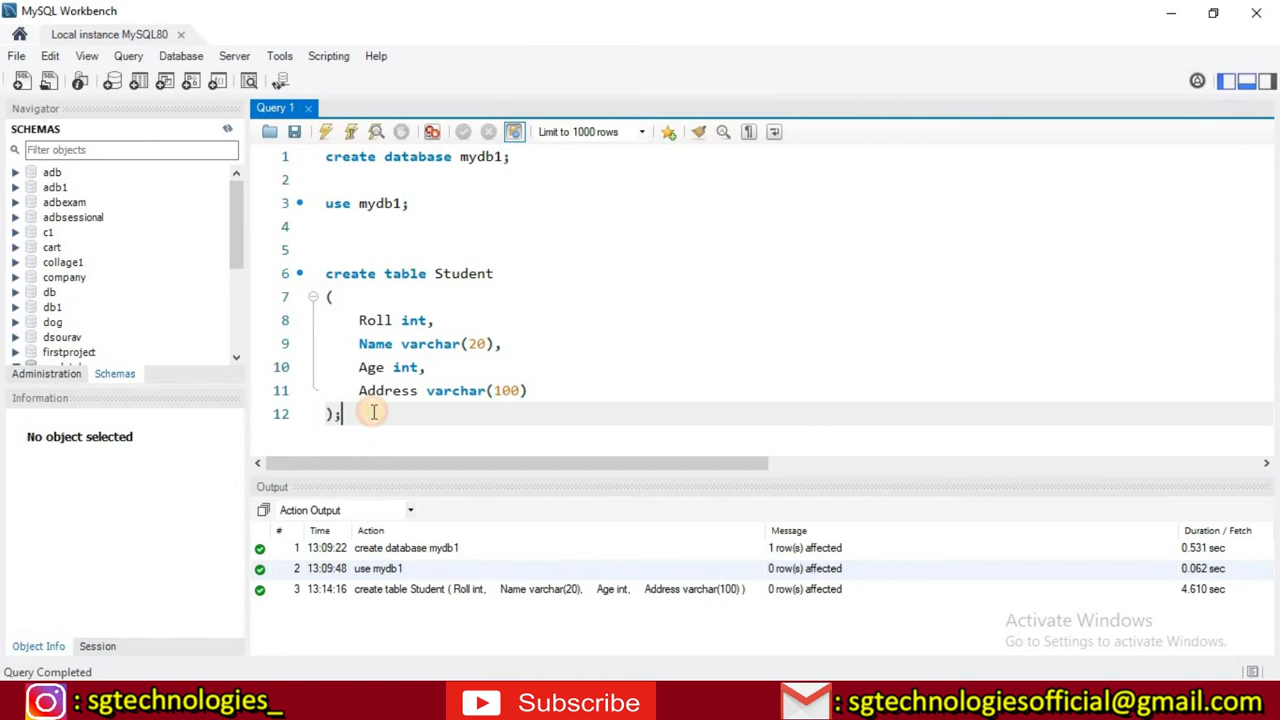 MySQL Workbench
Local instance MySQL80
File Edit View Query Database Server Tools Scripting Help
Navigator
SCHEMAS
Filter objects
adb
adb1
adbexam
adbsessional
c1
cart
collage1
company
db
db1
dog
dsourav
firstproject
Administration Schemas
Information
No object selected
Object Info Session
Query 1
Limit to 1000 rows
1 create database mydb1;
2
3 use mydb1;
4
5
6 create table Student
7 (
8 Roll int,
9 Name varchar(20),
10 Age int,
11 Address varchar(100)
12 );
Output
Action Output
# Time Action Message Duration / Fetch
1 13:09:22 create database mydb1 1 row(s) affected 0.531 sec
2 13:09:48 use mydb1 0 row(s) affected 0.062 sec
3 13:14:16 create table Student ( Roll int, Name varchar(20), Age int, Address varchar(100) ) 0 row(s) affected 4.610 sec
Activate Windows
Go to Settings to activate Windows.
Query Completed
: sgtechnologies_ Subscribe : sgtechnologiesofficial@gmail.com